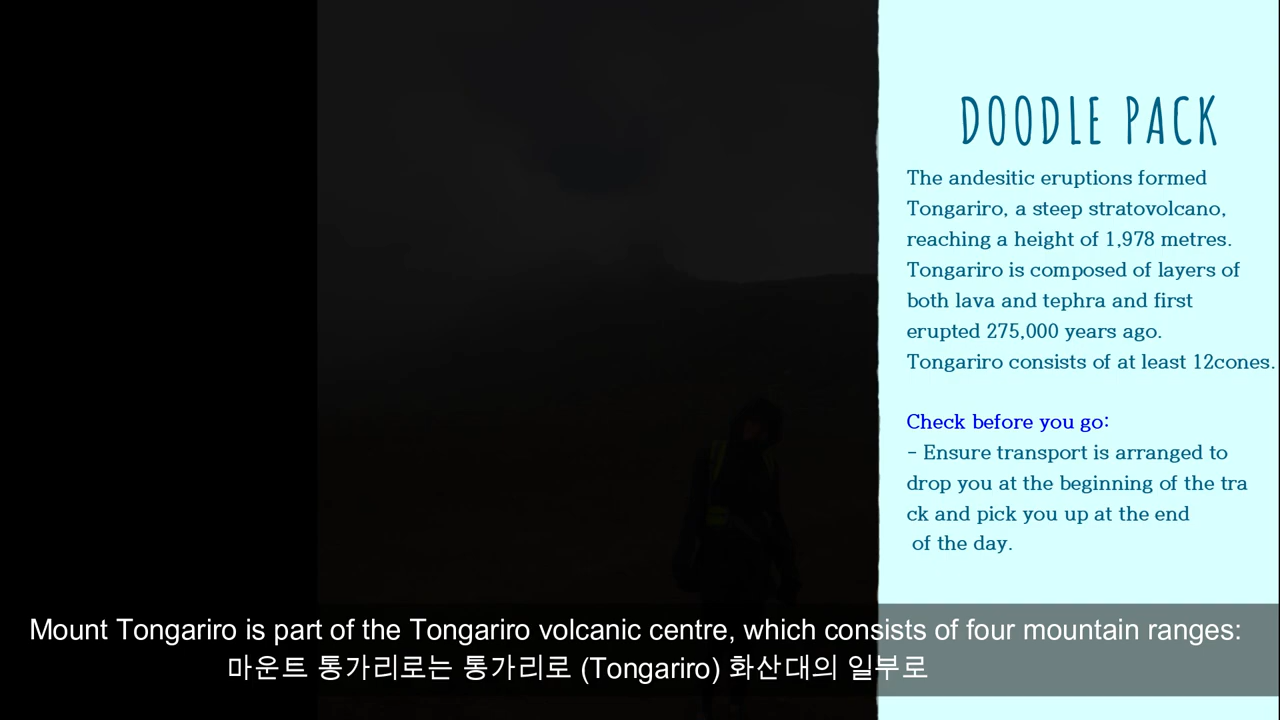 DOODLE PACK
The andesitic eruptions formed
Tongariro, a steep stratovolcano,
reaching a height of 1,978 metres.
Tongariro is composed of layers of
both lava and tephra and first
erupted 275,000 years ago.
Tongariro consists of at least 12cones.
Check before you go:
- Ensure transport is arranged to
drop you at the beginning of the tra
ck and pick you up at the end
of the day.
Mount Tongariro is part of the Tongariro volcanic centre, which consists of four mountain ranges:
마운트 통가리로는 통가리로 (Tongariro) 화산대의 일부로